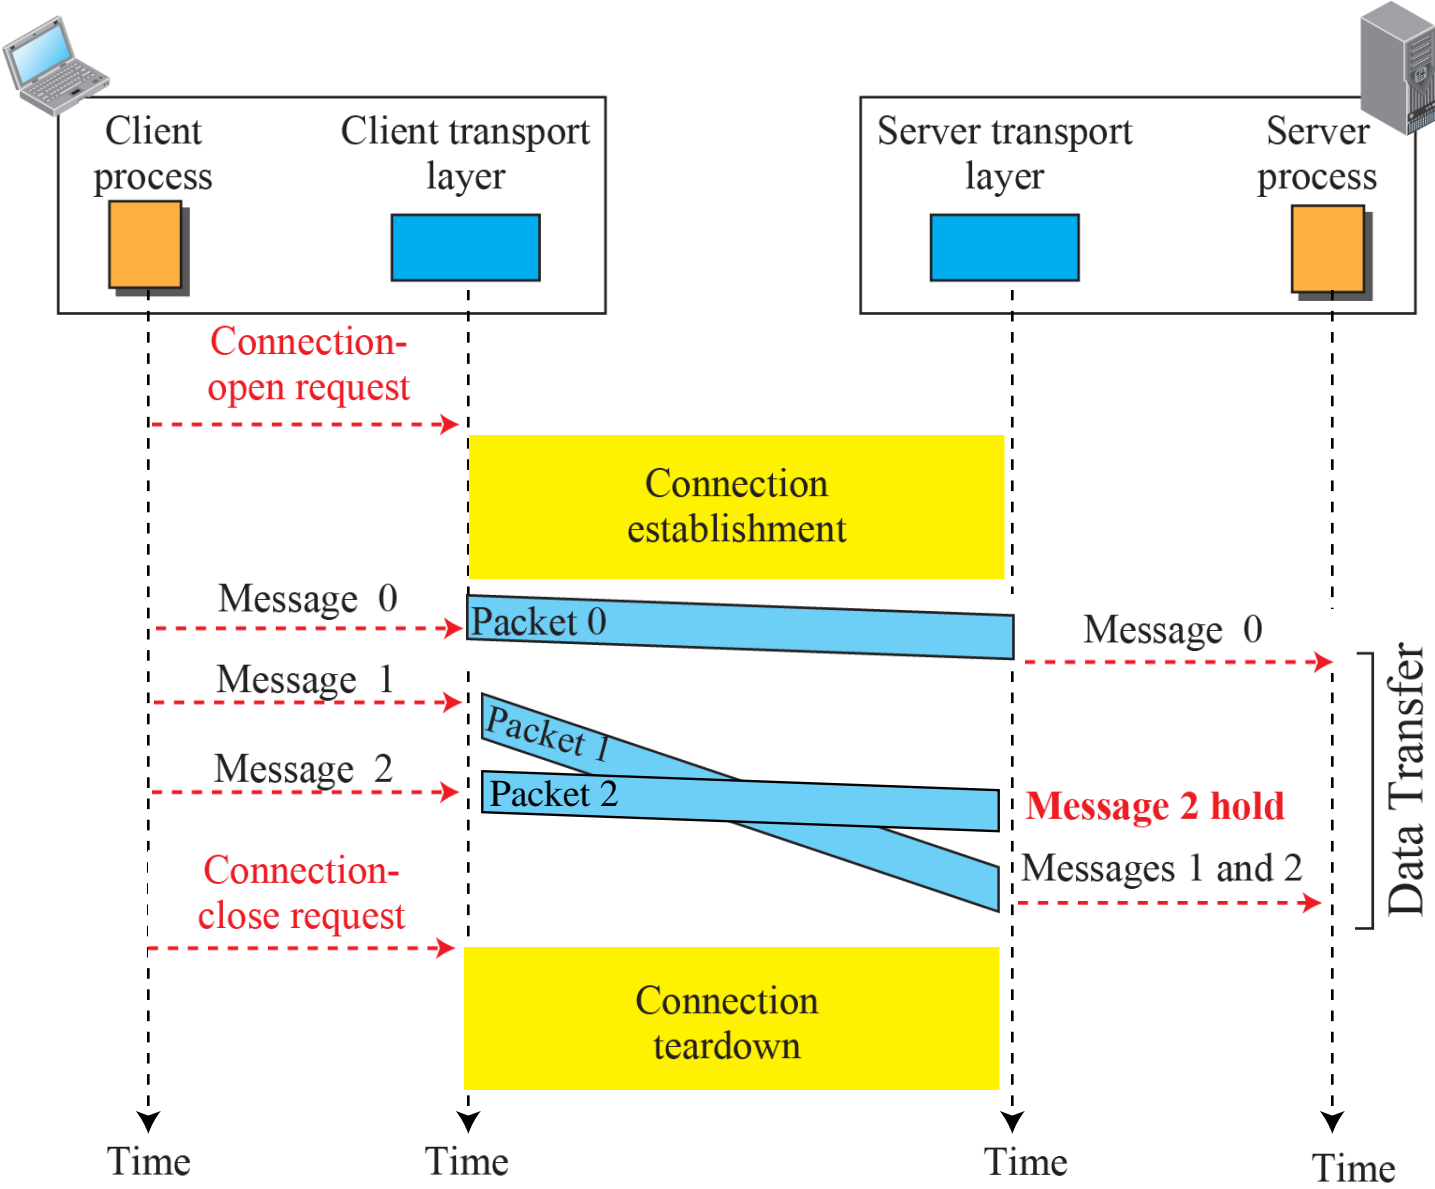 Client
process
Client transport
layer
Server transport
layer
Server
process
Connection-
open request
Connection
establishment
Message 0
Packet 0
Message 0
Message 1
Packet 1
Message 2
Packet 2
Message 2 hold
Messages 1 and 2
Data Transfer
Connection-
close request
Connection
teardown
Time
Time
Time
Time